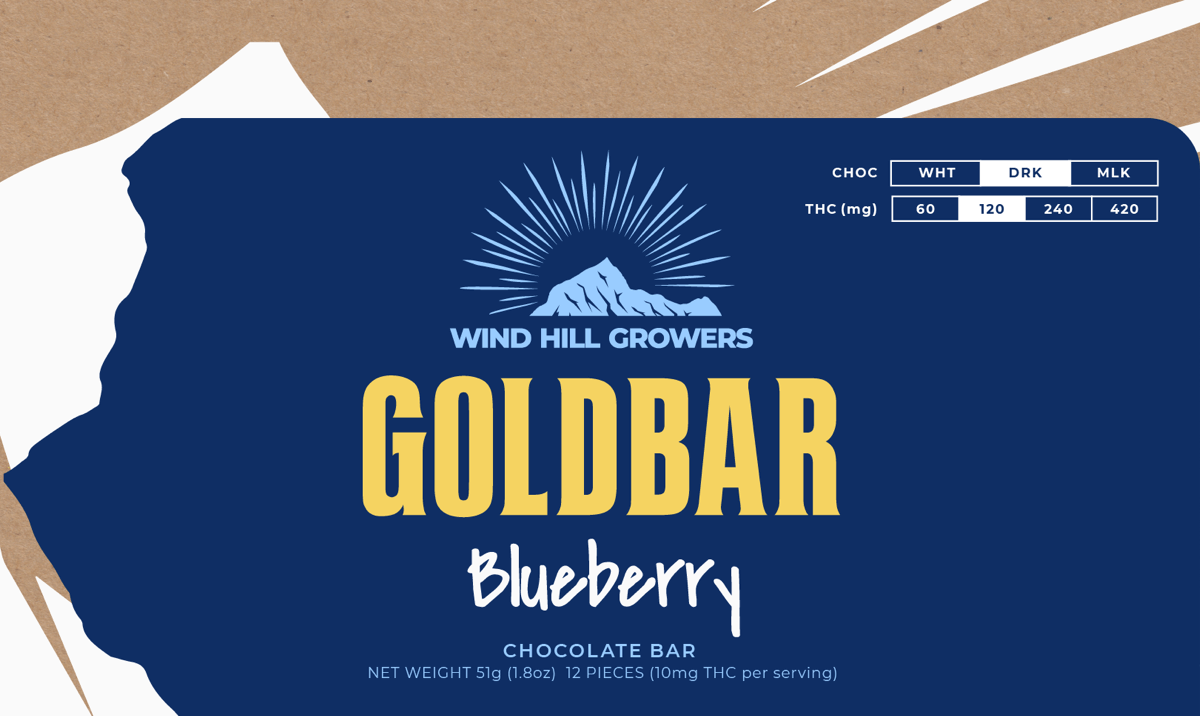 CHOC WHT DRK MLK
THC (mg) 60 120 240 420
WIND HILL GROWERS
GOLDBAR
Blueberry
CHOCOLATE BAR
NET WEIGHT 51g (1.8oz) 12 PIECES (10mg THC per serving)